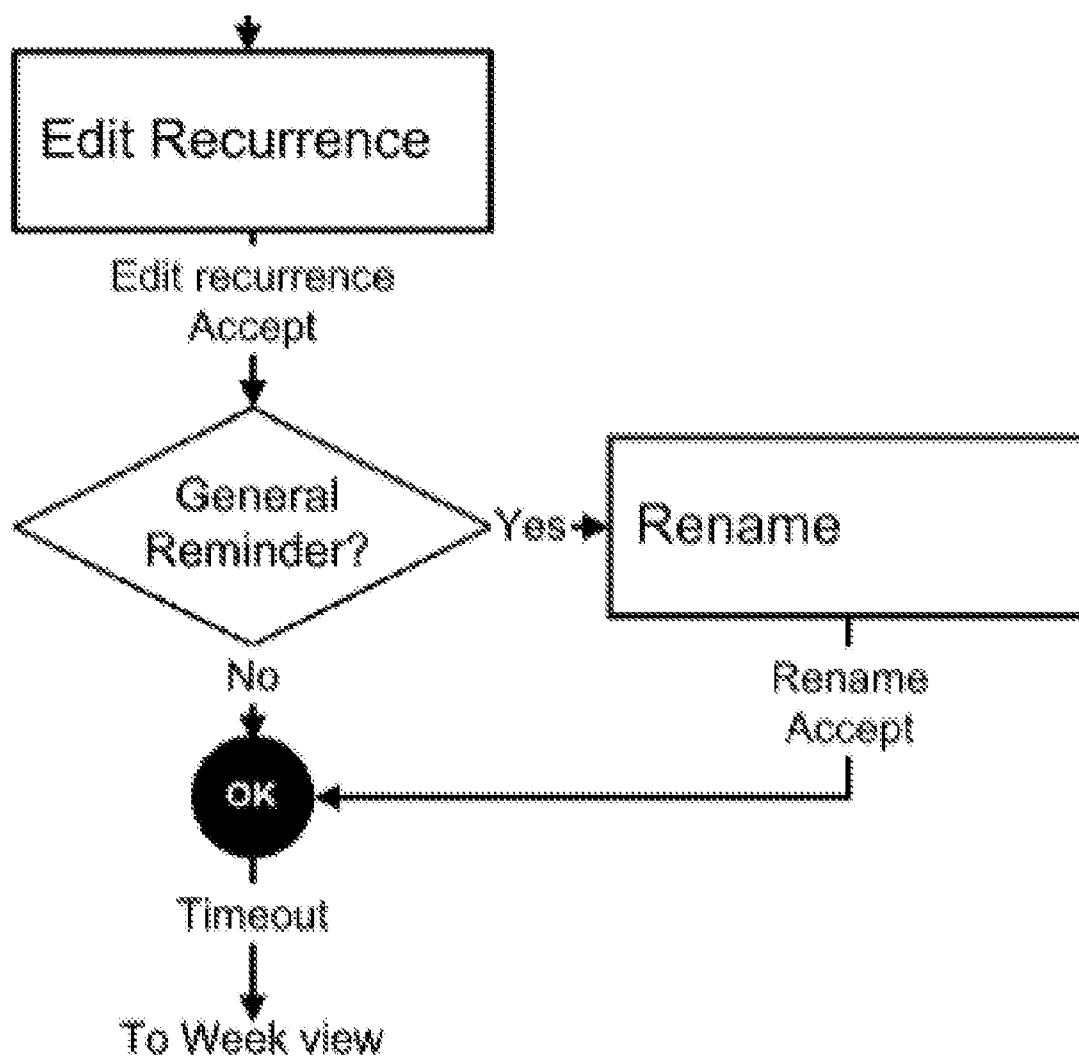 Edit Recurrence
Edit recurrence
Accept
General
Reminder?
Yes
Rename
No
Rename
Accept
OK
Timeout
To Week view